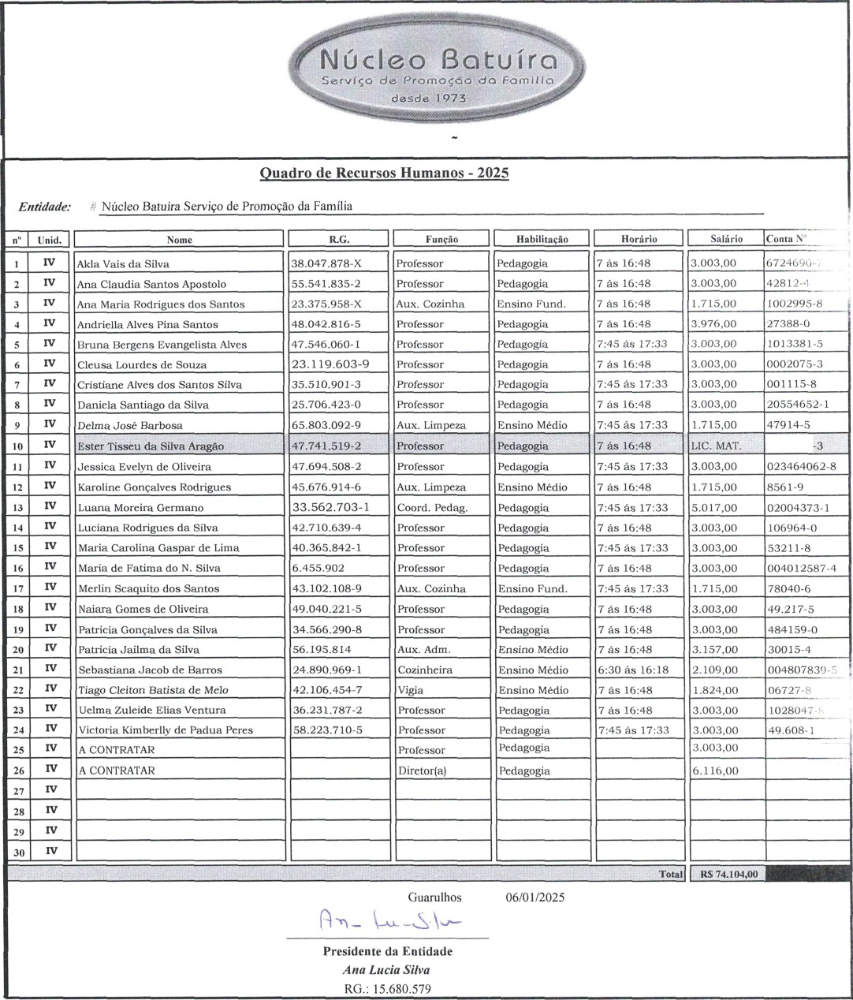 Núcleo Batuíra
Serviço de Promoção da Família
desde 1973
~
Quadro de Recursos Humanos - 2025
Entidade: # Núcleo Batuíra Serviço de Promoção da Família
nº Unid. Nome R.G. Função Habilitação Horário Salário Conta Nº
1 IV Akla Vais da Silva 38.047.878-X Professor Pedagogia 7 ás 16:48 3.003,00 6724690-7
2 IV Ana Claudia Santos Apostolo 55.541.835-2 Professor Pedagogia 7 ás 16:48 3.003,00 42812-4
3 IV Ana Maria Rodrigues dos Santos 23.375.958-X Aux. Cozinha Ensino Fund. 7 ás 16:48 1.715,00 1002995-8
4 IV Andriella Alves Pina Santos 48.042.816-5 Professor Pedagogia 7 ás 16:48 3.976,00 27388-0
5 IV Bruna Bergens Evangelista Alves 47.546.060-1 Professor Pedagogia 7:45 ás 17:33 3.003,00 1013381-5
6 IV Cleusa Lourdes de Souza 23.119.603-9 Professor Pedagogia 7 ás 16:48 3.003,00 0002075-3
7 IV Cristiane Alves dos Santos Silva 35.510.901-3 Professor Pedagogia 7:45 ás 17:33 3.003,00 001115-8
8 IV Daniela Santiago da Silva 25.706.423-0 Professor Pedagogia 7 ás 16:48 3.003,00 20554652-1
9 IV Delma José Barbosa 65.803.092-9 Aux. Limpeza Ensino Médio 7:45 ás 17:33 1.715,00 47914-5
10 IV Ester Tisseu da Silva Aragão 47.741.519-2 Professor Pedagogia 7 ás 16:48 LIC. MAT. -3
11 IV Jessica Evelyn de Oliveira 47.694.508-2 Professor Pedagogia 7:45 ás 17:33 3.003,00 023464062-8
12 IV Karoline Gonçalves Rodrigues 45.676.914-6 Aux. Limpeza Ensino Médio 7 ás 16:48 1.715,00 8561-9
13 IV Luana Moreira Germano 33.562.703-1 Coord. Pedag. Pedagogia 7:45 ás 17:33 5.017,00 02004373-1
14 IV Luciana Rodrigues da Silva 42.710.639-4 Professor Pedagogia 7 ás 16:48 3.003,00 106964-0
15 IV Maria Carolina Gaspar de Lima 40.365.842-1 Professor Pedagogia 7:45 ás 17:33 3.003,00 53211-8
16 IV Maria de Fatima do N. Silva 6.455.902 Professor Pedagogia 7 ás 16:48 3.003,00 004012587-4
17 IV Merlin Scaquito dos Santos 43.102.108-9 Aux. Cozinha Ensino Fund. 7:45 ás 17:33 1.715,00 78040-6
18 IV Naiara Gomes de Oliveira 49.040.221-5 Professor Pedagogia 7 ás 16:48 3.003,00 49.217-5
19 IV Patricia Gonçalves da Silva 34.566.290-8 Professor Pedagogia 7 ás 16:48 3.003,00 484159-0
20 IV Patricia Jailma da Silva 56.195.814 Aux. Adm. Ensino Médio 7 ás 16:48 3.157,00 30015-4
21 IV Sebastiana Jacob de Barros 24.890.969-1 Cozinheira Ensino Médio 6:30 ás 16:18 2.109,00 004807839-5
22 IV Tiago Cleiton Batista de Melo 42.106.454-7 Vigia Ensino Médio 7 ás 16:48 1.824,00 06727-8
23 IV Uelma Zuleide Elias Ventura 36.231.787-2 Professor Pedagogia 7 ás 16:48 3.003,00 1028047-8
24 IV Victoria Kimberlly de Padua Peres 58.223.710-5 Professor Pedagogia 7:45 ás 17:33 3.003,00 49.608-1
25 IV A CONTRATAR Professor Pedagogia 3.003,00
26 IV A CONTRATAR Diretor(a) Pedagogia 6.116,00
27 IV
28 IV
29 IV
30 IV
Total R$ 74.104,00
Guarulhos 06/01/2025
Ana Lu Silva
Presidente da Entidade
Ana Lucia Silva
RG.: 15.680.579